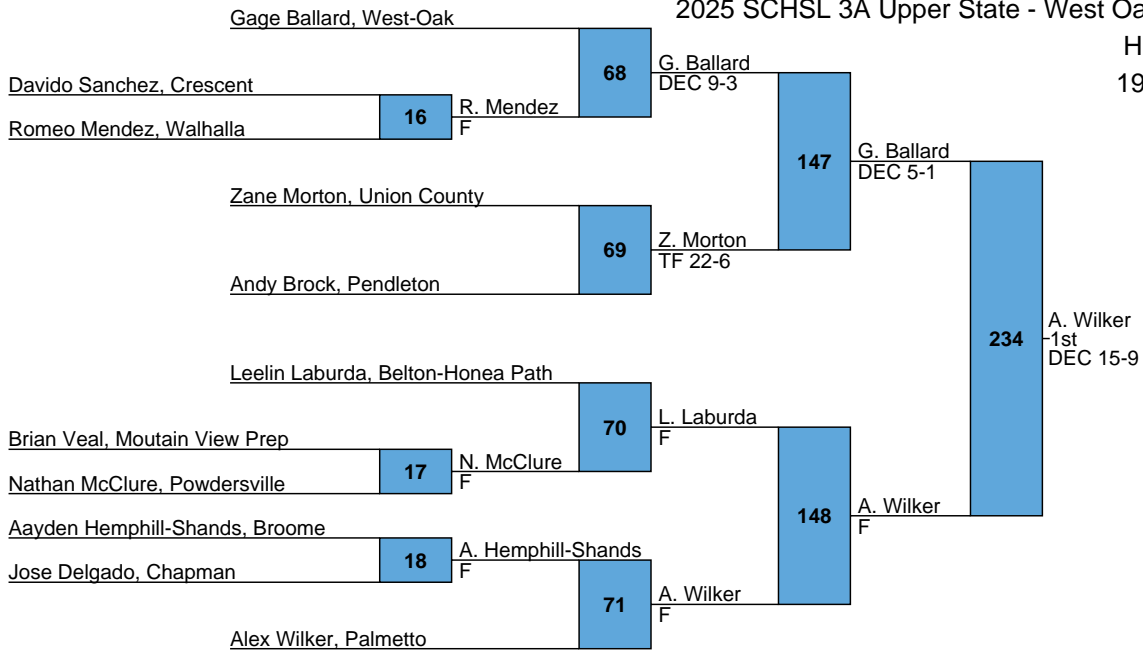 2025 SCHSL 3A Upper State - West Oa
H
19
Gage Ballard, West-Oak
68
G. Ballard
DEC 9-3
Davido Sanchez, Crescent
16
R. Mendez
F
Romeo Mendez, Walhalla
147
G. Ballard
DEC 5-1
Zane Morton, Union County
69
Z. Morton
TF 22-6
Andy Brock, Pendleton
234
A. Wilker
1st
DEC 15-9
Leelin Laburda, Belton-Honea Path
70
L. Laburda
F
Brian Veal, Moutain View Prep
17
N. McClure
F
Nathan McClure, Powdersville
148
A. Wilker
F
Aayden Hemphill-Shands, Broome
18
A. Hemphill-Shands
F
Jose Delgado, Chapman
71
A. Wilker
F
Alex Wilker, Palmetto